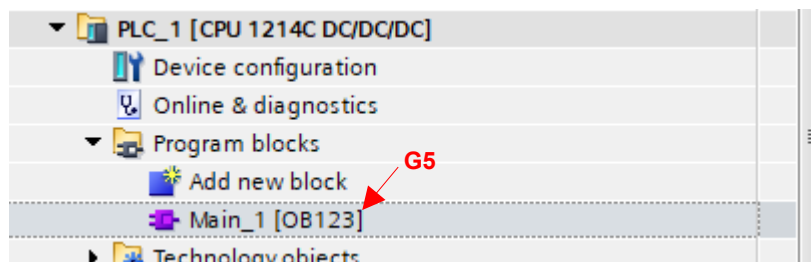 PLC_1 [CPU 1214C DC/DC/DC]
Device configuration
Online & diagnostics
Program blocks
G5
Add new block
Main_1 [OB123]
Technology objects